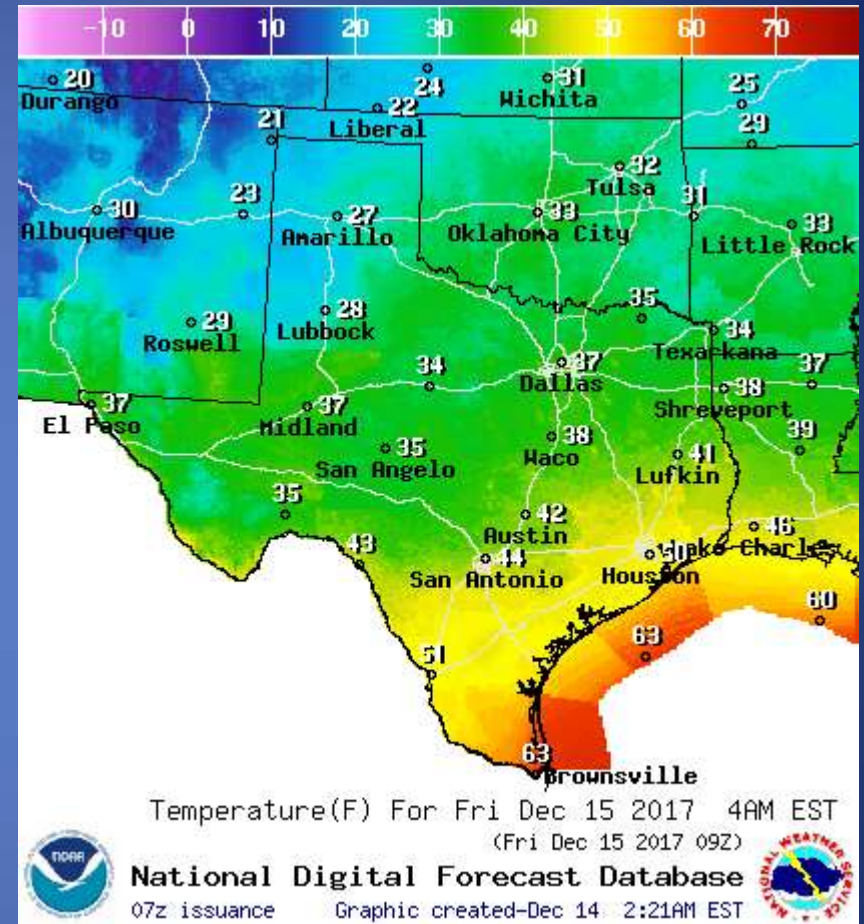 -10 0 10 20 30 40 50 60 70
20
Durango
24
31
Wichita
25
22
Liberal
21
29
32
Tulsa
30
Albuquerque
23
27
Amarillo
33
Oklahoma City
31
33
Little Rock
29
Roswell
28
Lubbock
35
34
Texarkana
37
El Paso
37
Midland
34
37
Dallas
38
Shreveport
37
35
San Angelo
38
Waco
41
Lufkin
39
35
43
42
Austin
44
San Antonio
50
Houston
46
Lake Charles
51
63
60
63
Brownsville
Temperature(F) For Fri Dec 15 2017 4AM EST
(Fri Dec 15 2017 09Z)
NOAA
National Digital Forecast Database
07z issuance Graphic created-Dec 14 2:21AM EST
NATIONAL WEATHER SERVICE